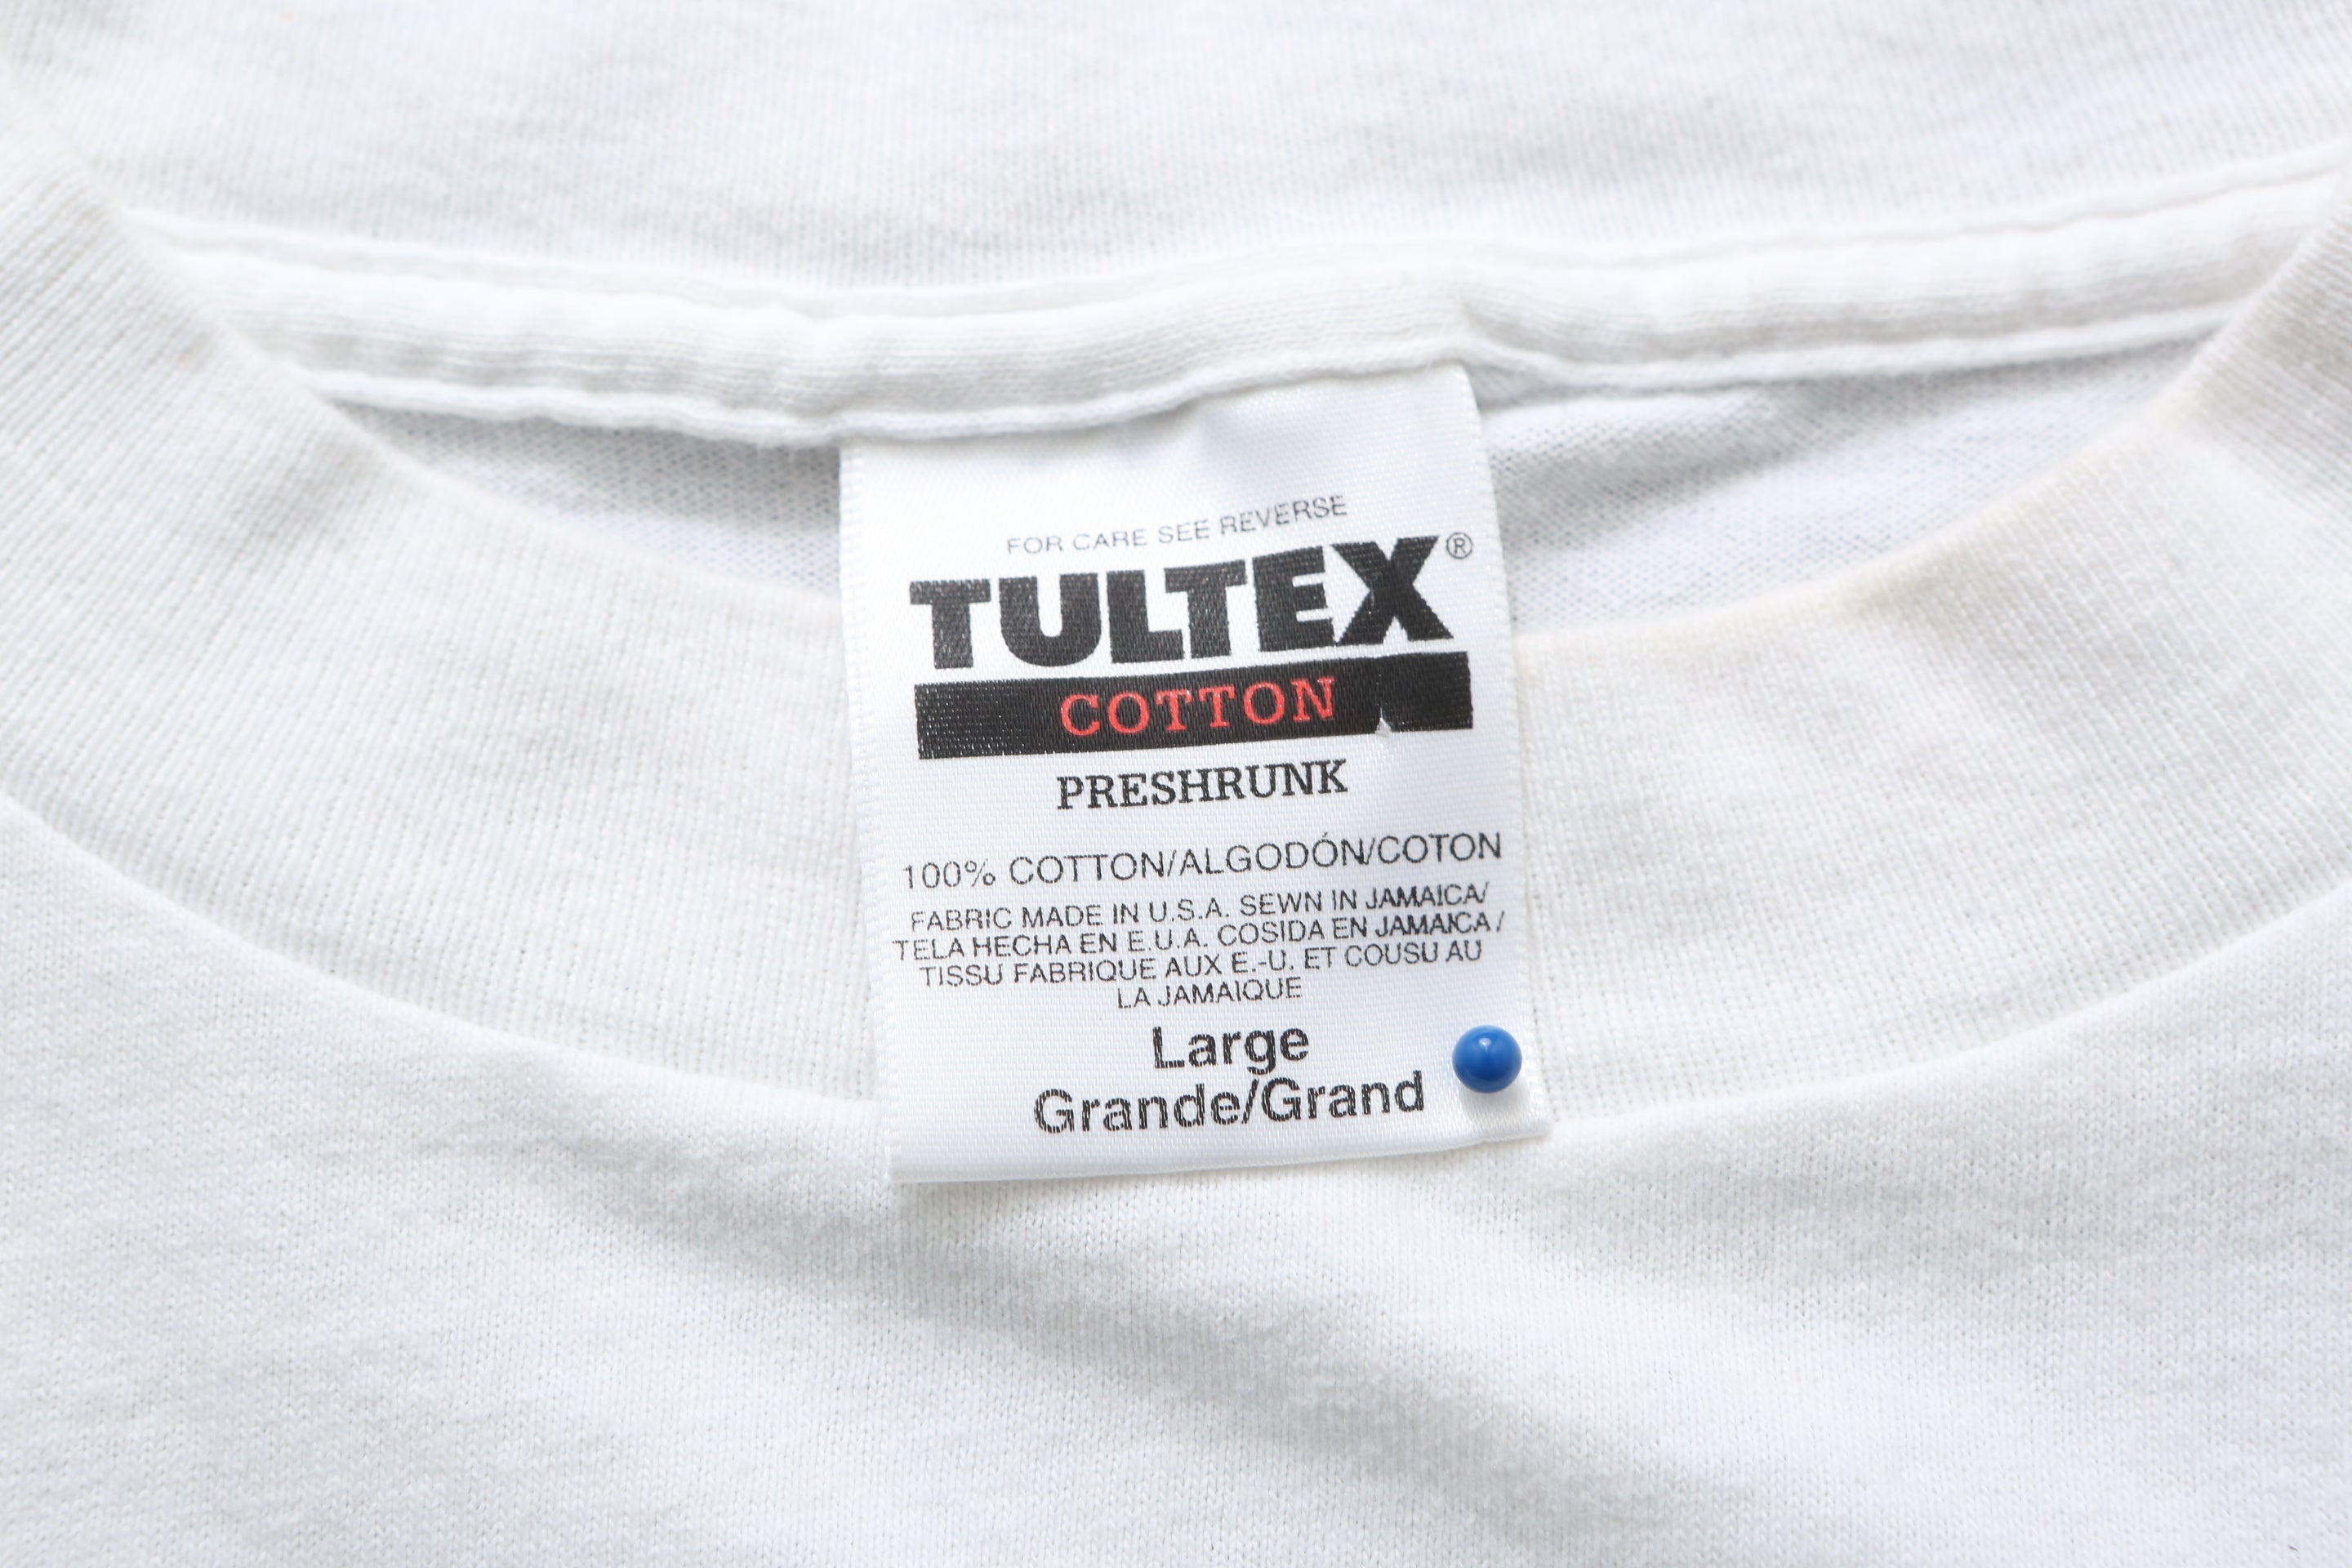 FOR CARE SEE REVERSE
TULTEX®
COTTON
PRESHRUNK
100% COTTON/ALGODÓN/COTON
FABRIC MADE IN U.S.A. SEWN IN JAMAICA/
TELA HECHA EN E.U.A. COSIDA EN JAMAICA /
TISSU FABRIQUE AUX E.-U. ET COUSU AU
LA JAMAIQUE
Large
Grande/Grand